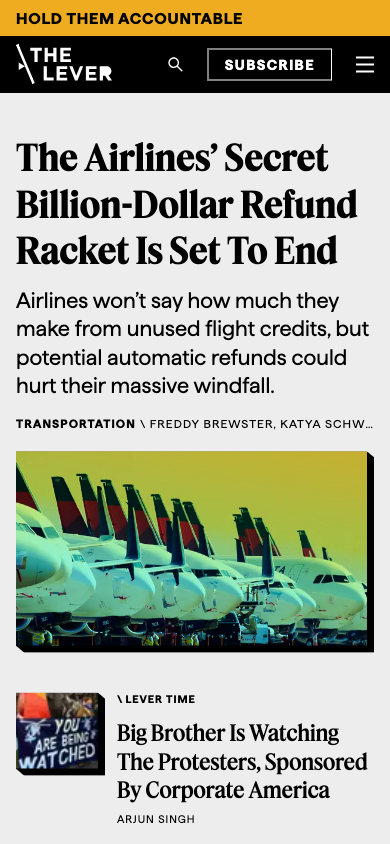 HOLD THEM ACCOUNTABLE
THE
LEVER
SUBSCRIBE
The Airlines’ Secret
Billion-Dollar Refund
Racket Is Set To End
Airlines won’t say how much they
make from unused flight credits, but
potential automatic refunds could
hurt their massive windfall.
TRANSPORTATION \ FREDDY BREWSTER, KATYA SCHW…
YOU
ARE BEING
WATCHED
\ LEVER TIME
Big Brother Is Watching
The Protesters, Sponsored
By Corporate America
ARJUN SINGH